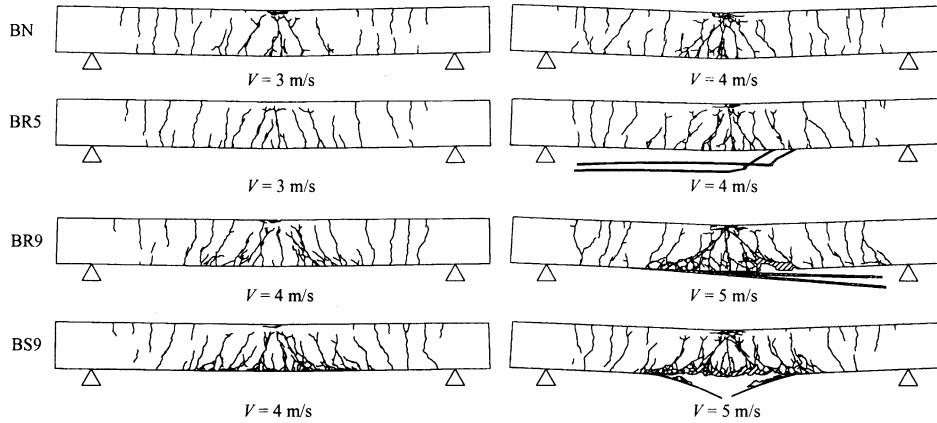 BN
V = 3 m/s
V = 4 m/s
BR5
V = 3 m/s
V = 4 m/s
BR9
V = 4 m/s
V = 5 m/s
BS9
V = 4 m/s
V = 5 m/s